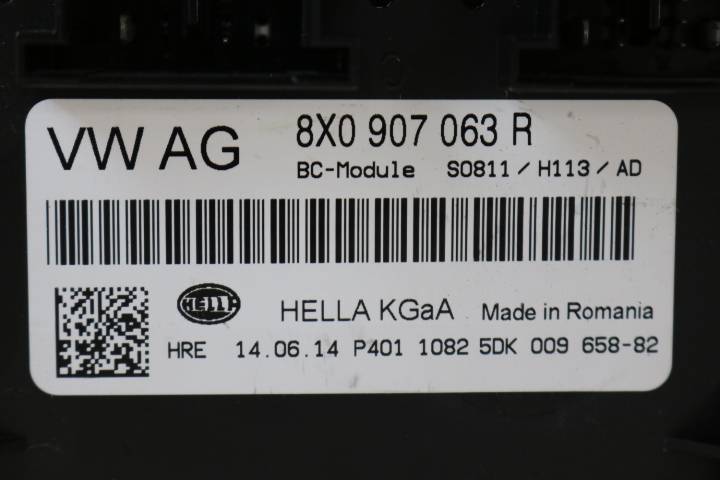 VW AG 8X0 907 063 R
BC-Module S0811 / H113 / AD
HELLA HELLA KGaA Made in Romania
HRE 14.06.14 P401 1082 5DK 009 658-82